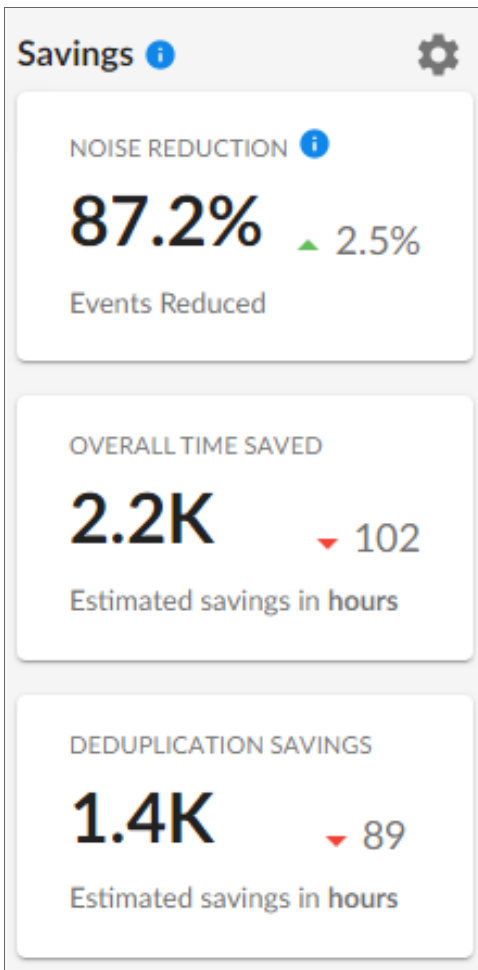 Savings
NOISE REDUCTION
87.2% 2.5%
Events Reduced
OVERALL TIME SAVED
2.2K 102
Estimated savings in hours
DEDUPLICATION SAVINGS
1.4K 89
Estimated savings in hours